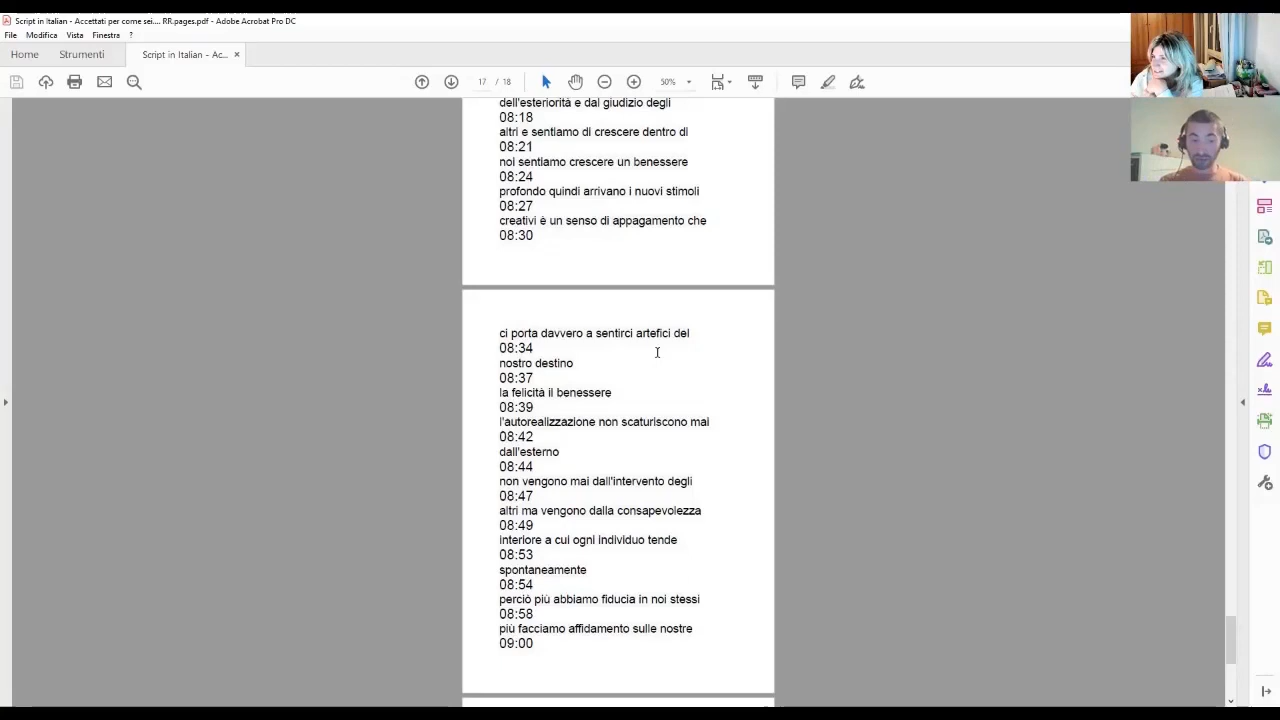 Script in Italian - Accettati per come sei.... RR.pages.pdf - Adobe Acrobat Pro DC
File Modifica Vista Finestra ?
Home Strumenti Script in Italian - Ac... ×
17 / 18 50%
dell'esteriorità e dal giudizio degli
08:18
altri e sentiamo di crescere dentro di
08:21
noi sentiamo crescere un benessere
08:24
profondo quindi arrivano i nuovi stimoli
08:27
creativi è un senso di appagamento che
08:30
ci porta davvero a sentirci artefici del
08:34
nostro destino
08:37
la felicità il benessere
08:39
l'autorealizzazione non scaturiscono mai
08:42
dall'esterno
08:44
non vengono mai dall'intervento degli
08:47
altri ma vengono dalla consapevolezza
08:49
interiore a cui ogni individuo tende
08:53
spontaneamente
08:54
perciò più abbiamo fiducia in noi stessi
08:58
più facciamo affidamento sulle nostre
09:00